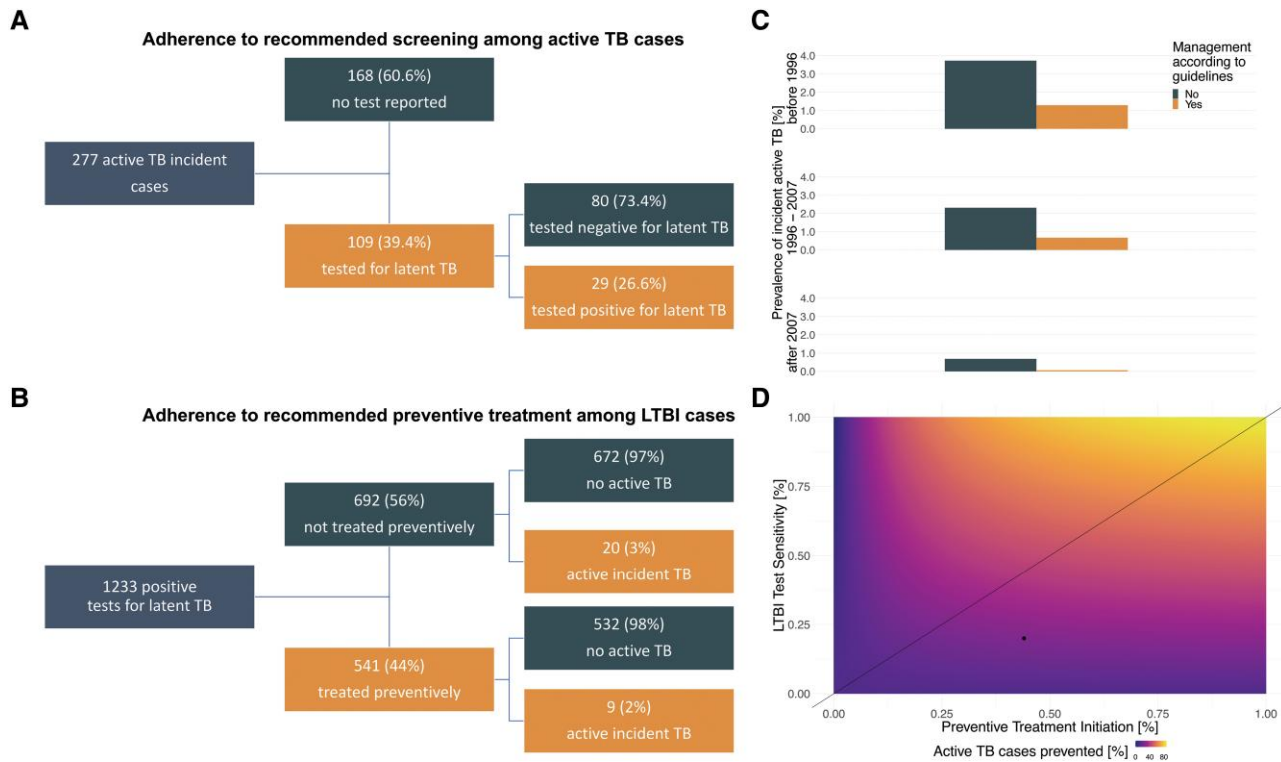 A
Adherence to recommended screening among active TB cases
168 (60.6%)
no test reported
277 active TB incident
cases
109 (39.4%)
tested for latent TB
80 (73.4%)
tested negative for latent TB
29 (26.6%)
tested positive for latent TB
B
Adherence to recommended preventive treatment among LTBI cases
672 (97%)
no active TB
692 (56%)
not treated preventively
20 (3%)
active incident TB
1233 positive
tests for latent TB
532 (98%)
no active TB
541 (44%)
treated preventively
9 (2%)
active incident TB
C
Management
according to
guidelines
No
Yes
Prevalence of incident active TB [%]
before 1996
4.0
3.0
2.0
1.0
0.0
1996 – 2007
4.0
3.0
2.0
1.0
0.0
after 2007
4.0
3.0
2.0
1.0
0.0
D
LTBI Test Sensitivity [%]
1.00
0.75
0.50
0.25
0.00
0.00 0.25 0.50 0.75 1.00
Preventive Treatment Initiation [%]
Active TB cases prevented [%]
0 40 80